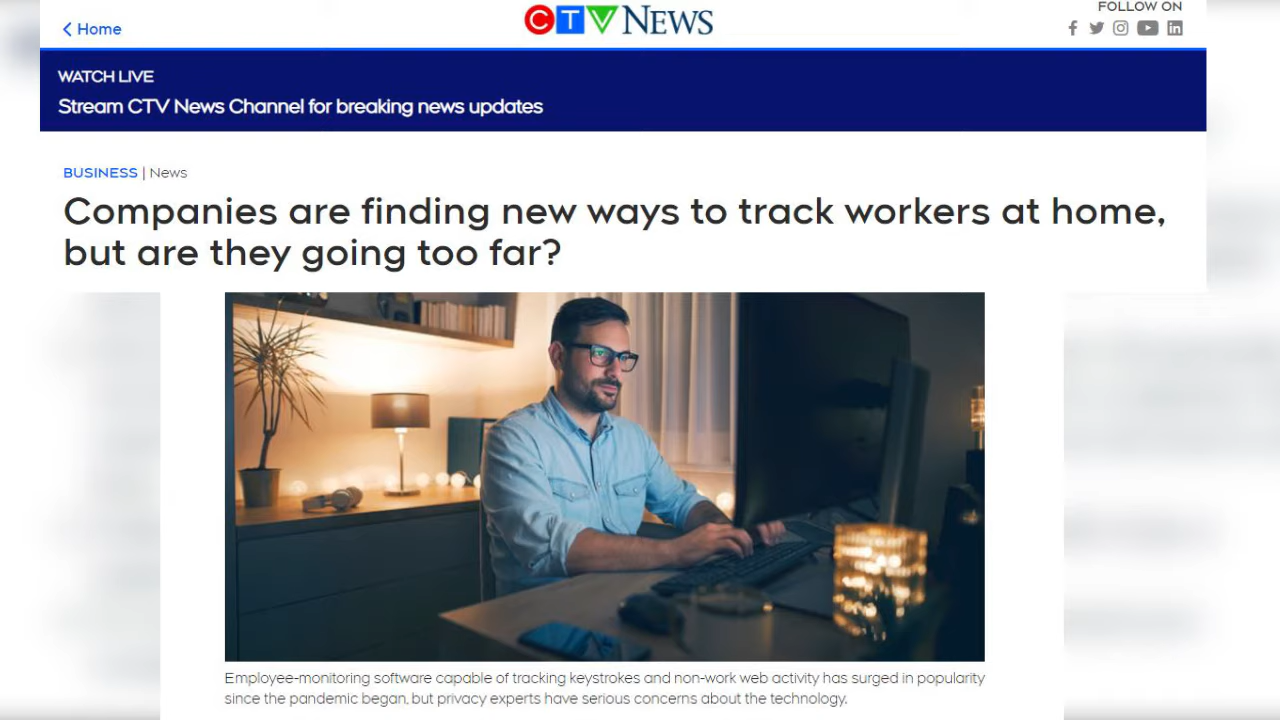 FOLLOW ON
Home
CTV NEWS
WATCH LIVE
Stream CTV News Channel for breaking news updates
BUSINESS | News
Companies are finding new ways to track workers at home,
but are they going too far?
Employee-monitoring software capable of tracking keystrokes and non-work web activity has surged in popularity
since the pandemic began, but privacy experts have serious concerns about the technology.